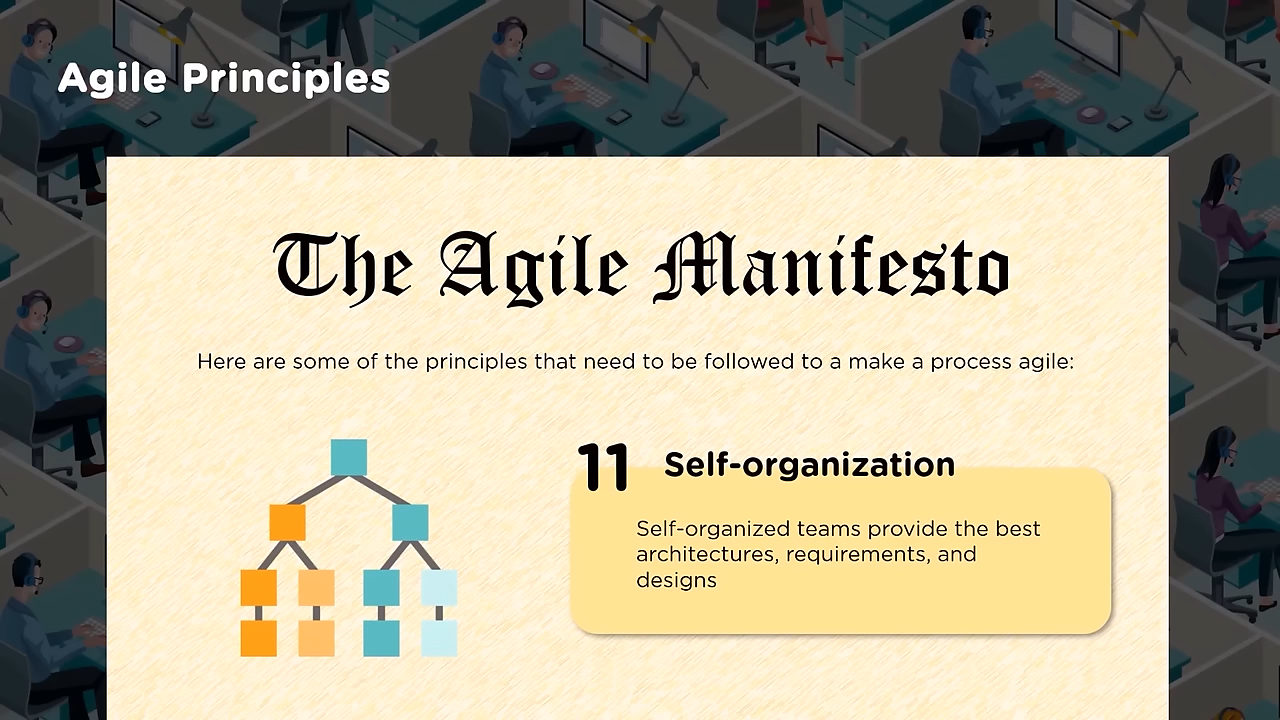 Agile Principles
The Agile Manifesto
Here are some of the principles that need to be followed to a make a process agile:
11 Self-organization
Self-organized teams provide the best
architectures, requirements, and
designs